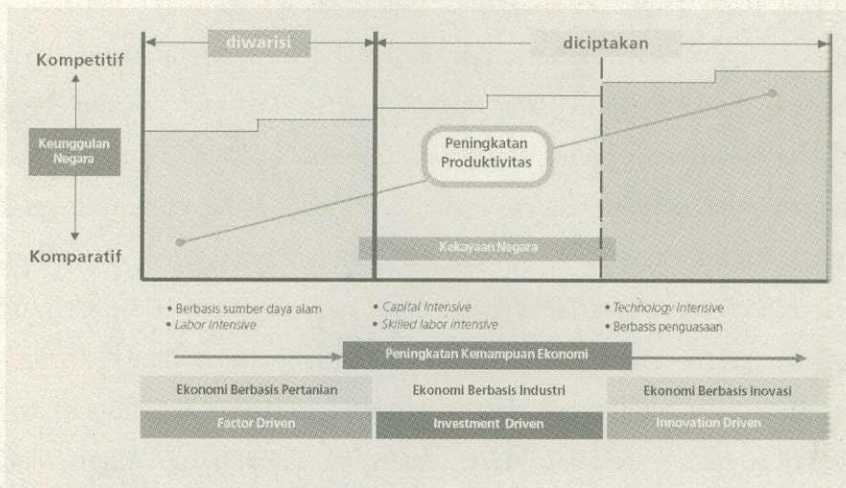 diwarisi
diciptakan
Kompetitif
Keunggulan
Negara
Komparatif
Peningkatan
Produktivitas
Kekayaan Negara
• Berbasis sumber daya alam
• Labor Intensive
• Capital Intensive
• Skilled labor intensive
• Technology Intensive
• Berbasis penguasaan
Peningkatan Kemampuan Ekonomi
Ekonomi Berbasis Pertanian
Ekonomi Berbasis Industri
Ekonomi Berbasis Inovasi
Factor Driven
Investment Driven
Innovation Driven